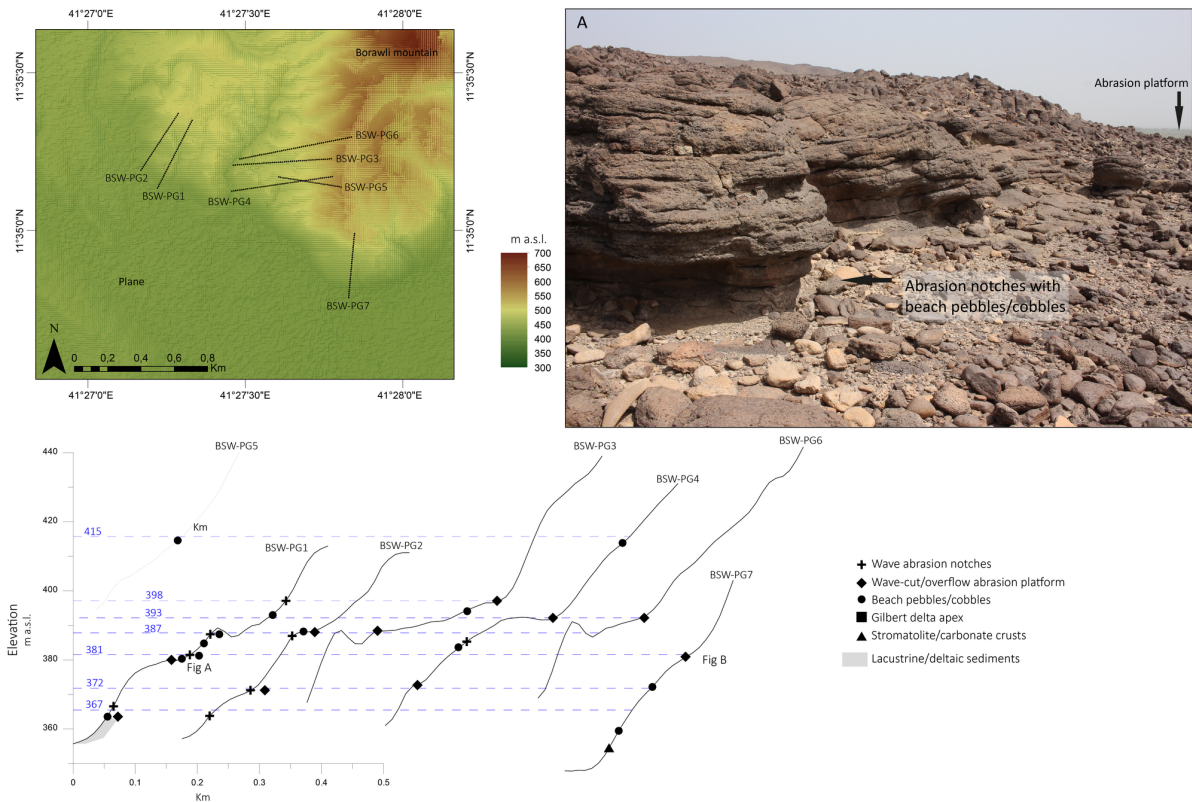 41°27'0"E
41°27'30"E
41°28'0"E
11°35'30"N
11°35'30"N
Borawli mountain
BSW-PG6
BSW-PG3
BSW-PG2
BSW-PG1
BSW-PG5
BSW-PG4
11°35'0"N
11°35'0"N
Plane
BSW-PG7
m a.s.l.
700
650
600
550
500
450
400
350
300
N
0 0,2 0,4 0,6 0,8
Km
41°27'0"E
41°27'30"E
41°28'0"E
A
Abrasion platform
Abrasion notches with
beach pebbles/cobbles
Elevation
m a.s.l.
440
420
400
380
360
BSW-PG5
BSW-PG3
BSW-PG6
BSW-PG4
415
Km
BSW-PG1
BSW-PG2
BSW-PG7
398
393
387
381
372
367
Fig A
Fig B
0 0.1 0.2 0.3 0.4 0.5
Km
Wave abrasion notches
Wave-cut/overflow abrasion platform
Beach pebbles/cobbles
Gilbert delta apex
Stromatolite/carbonate crusts
Lacustrine/deltaic sediments